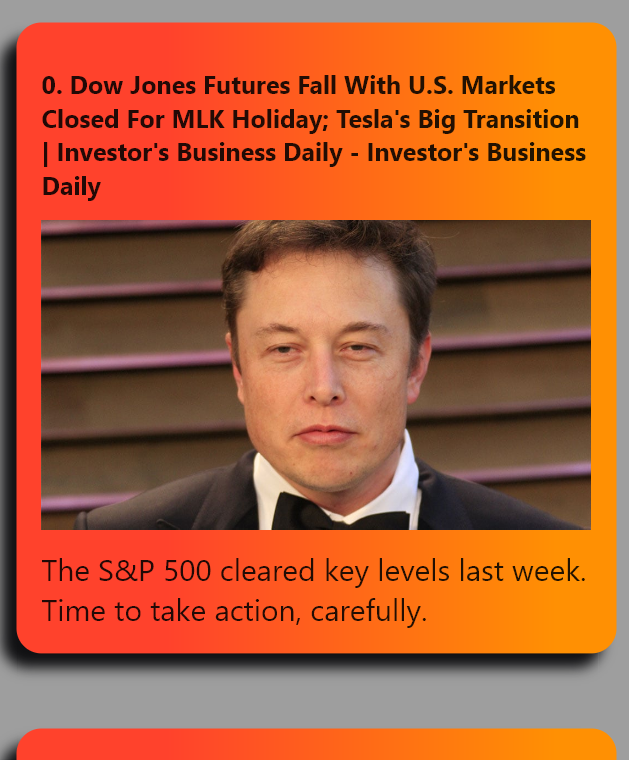 0. Dow Jones Futures Fall With U.S. Markets
Closed For MLK Holiday; Tesla's Big Transition
| Investor's Business Daily - Investor's Business
Daily
The S&P 500 cleared key levels last week.
Time to take action, carefully.